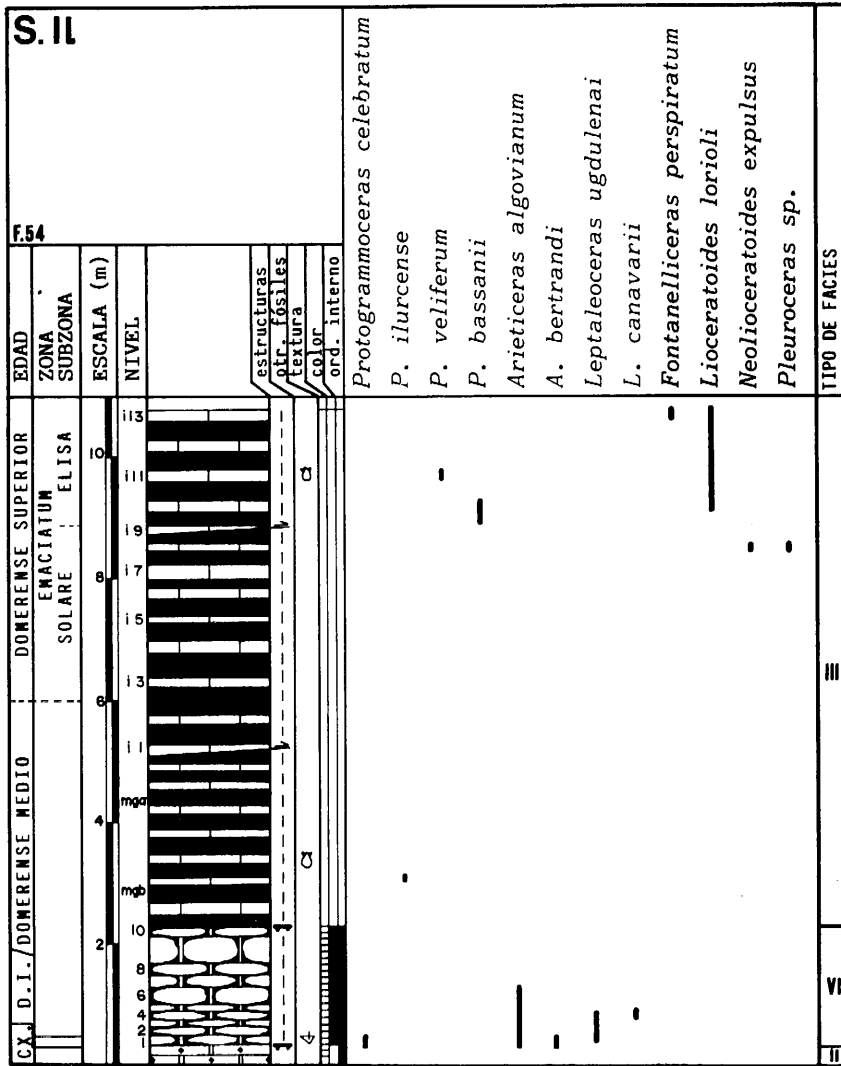 S. Il
F.54
EDAD
ZONA
SUBZONA
ESCALA (m)
NIVEL
estructuras
otr. fósiles
textura
color
ord. interno
Protogrammoceras celebratum
P. ilurcense
P. veliferum
P. bassanii
Arieticeras algovianum
A. bertrandi
Leptaleoceras ugdulenai
L. canavarii
Fontanelliceras perspiratum
Lioceratoides lorioli
Neolioceratoides expulsus
Pleuroceras sp.
TIPO DE FACIES
DOMERENSE SUPERIOR
EMACIATUM
ELISA
SOLARE
CX.
D.I./DOMERENSE MEDIO
10
8
6
4
2
i13
i11
i9
i7
i5
i3
i1
mga
mgb
10
8
6
4
2
1
III
VI
II